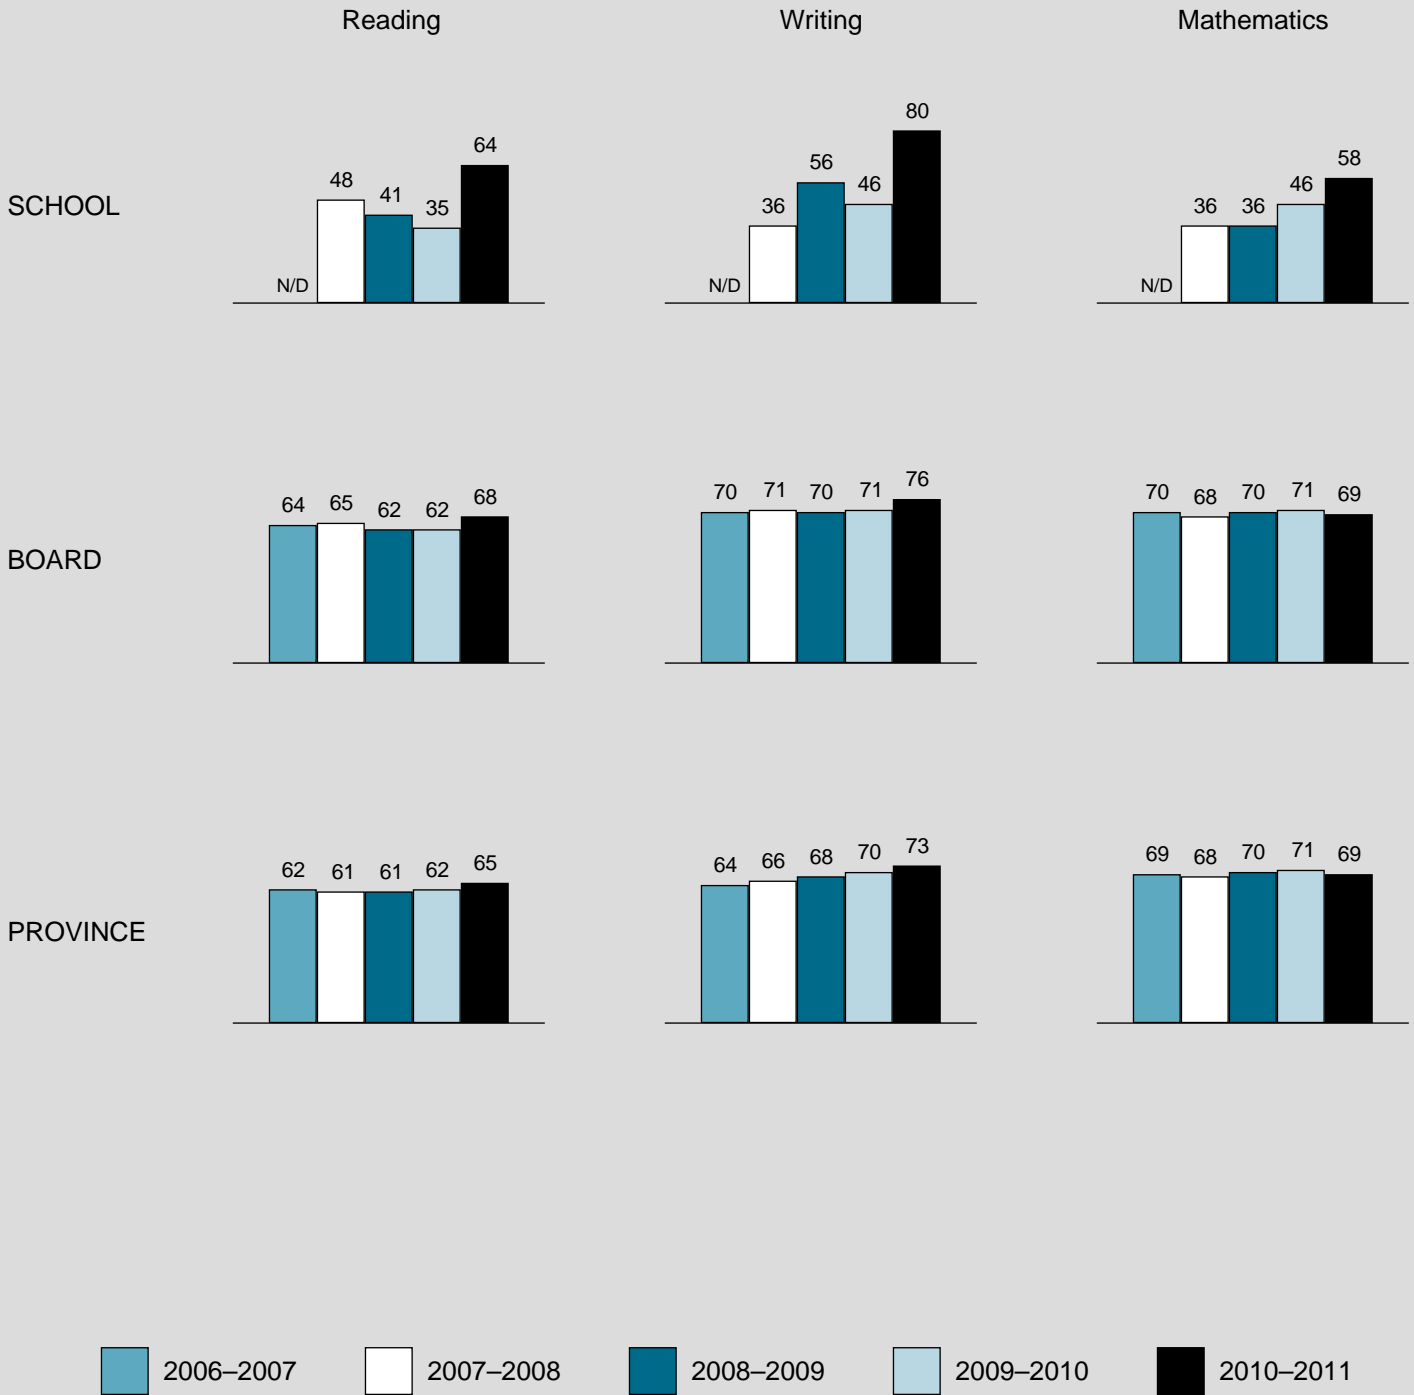 Reading Writing Mathematics
SCHOOL
N/D 48 41 35 64
N/D 36 56 46 80
N/D 36 36 46 58
BOARD
64 65 62 62 68
70 71 70 71 76
70 68 70 71 69
PROVINCE
62 61 61 62 65
64 66 68 70 73
69 68 70 71 69
2006–2007 2007–2008 2008–2009 2009–2010 2010–2011